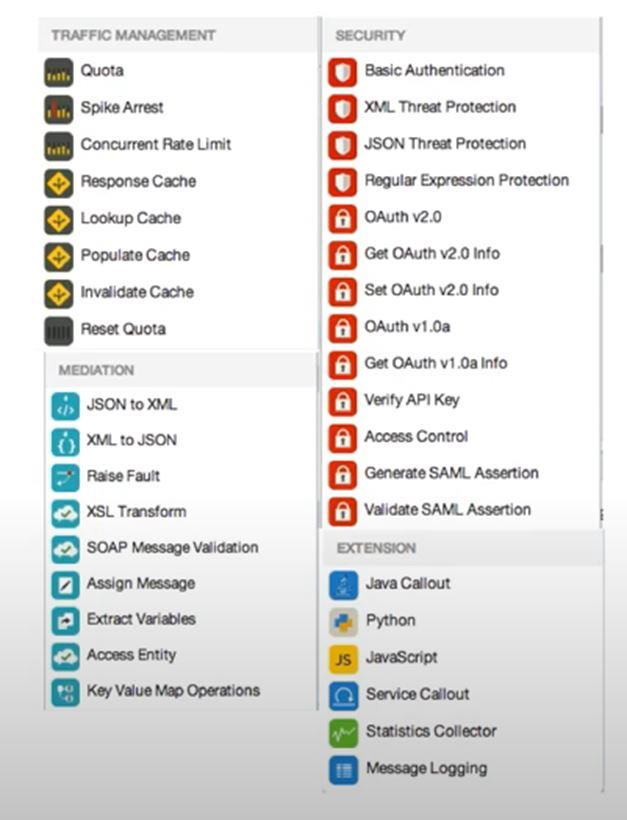 TRAFFIC MANAGEMENT
Quota
Spike Arrest
Concurrent Rate Limit
Response Cache
Lookup Cache
Populate Cache
Invalidate Cache
Reset Quota
MEDIATION
JSON to XML
XML to JSON
Raise Fault
XSL Transform
SOAP Message Validation
Assign Message
Extract Variables
Access Entity
Key Value Map Operations
SECURITY
Basic Authentication
XML Threat Protection
JSON Threat Protection
Regular Expression Protection
OAuth v2.0
Get OAuth v2.0 Info
Set OAuth v2.0 Info
OAuth v1.0a
Get OAuth v1.0a Info
Verify API Key
Access Control
Generate SAML Assertion
Validate SAML Assertion
EXTENSION
Java Callout
Python
JS JavaScript
Service Callout
Statistics Collector
Message Logging